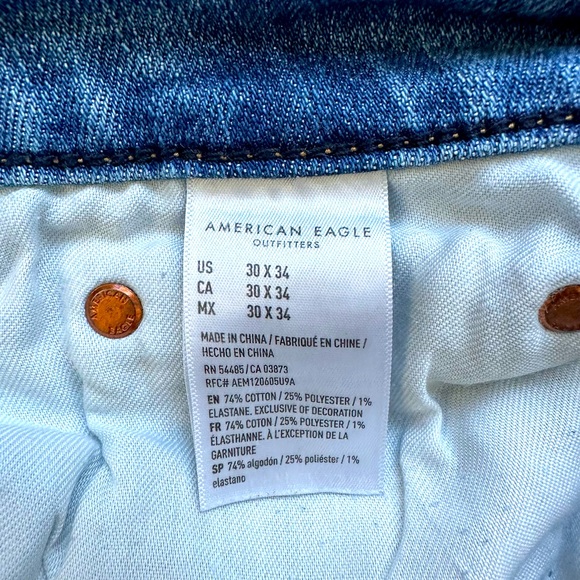 AMERICAN EAGLE
OUTFITTERS
US 30 X 34
CA 30 X 34
MX 30 X 34
MADE IN CHINA / FABRIQUÉ EN CHINE /
HECHO EN CHINA
RN 54485 / CA 03873
RFC# AEM120605U9A
EN 74% COTTON / 25% POLYESTER / 1%
ELASTANE. EXCLUSIVE OF DECORATION
FR 74% COTON / 25% POLYESTER / 1%
ÉLASTHANNE. À L'EXCEPTION DE LA
GARNITURE
SP 74% algodón / 25% poliéster / 1%
elastano
AMERICAN
EAGLE